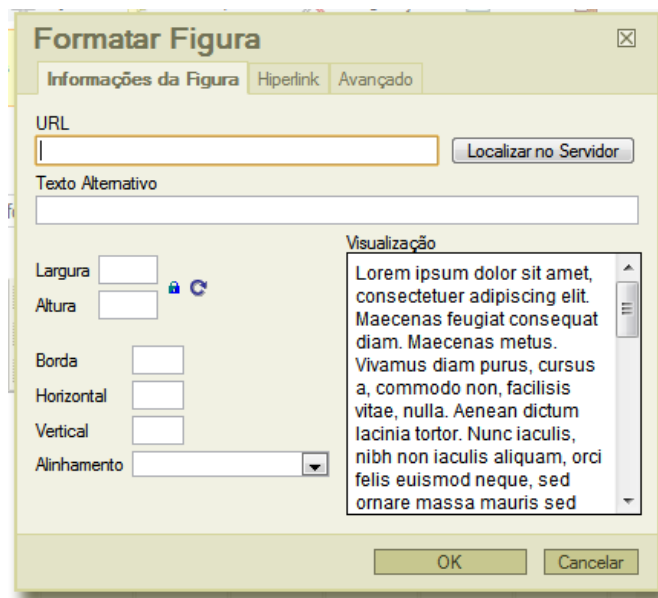 Formatar Figura
Informações da Figura Hiperlink Avançado
URL
Localizar no Servidor
Texto Alternativo
Visualização
Largura
Altura
Borda
Horizontal
Vertical
Alinhamento
Lorem ipsum dolor sit amet,
consectetuer adipiscing elit.
Maecenas feugiat consequat
diam. Maecenas metus.
Vivamus diam purus, cursus
a, commodo non, facilisis
vitae, nulla. Aenean dictum
lacinia tortor. Nunc iaculis,
nibh non iaculis aliquam, orci
felis euismod neque, sed
ornare massa mauris sed
OK Cancelar